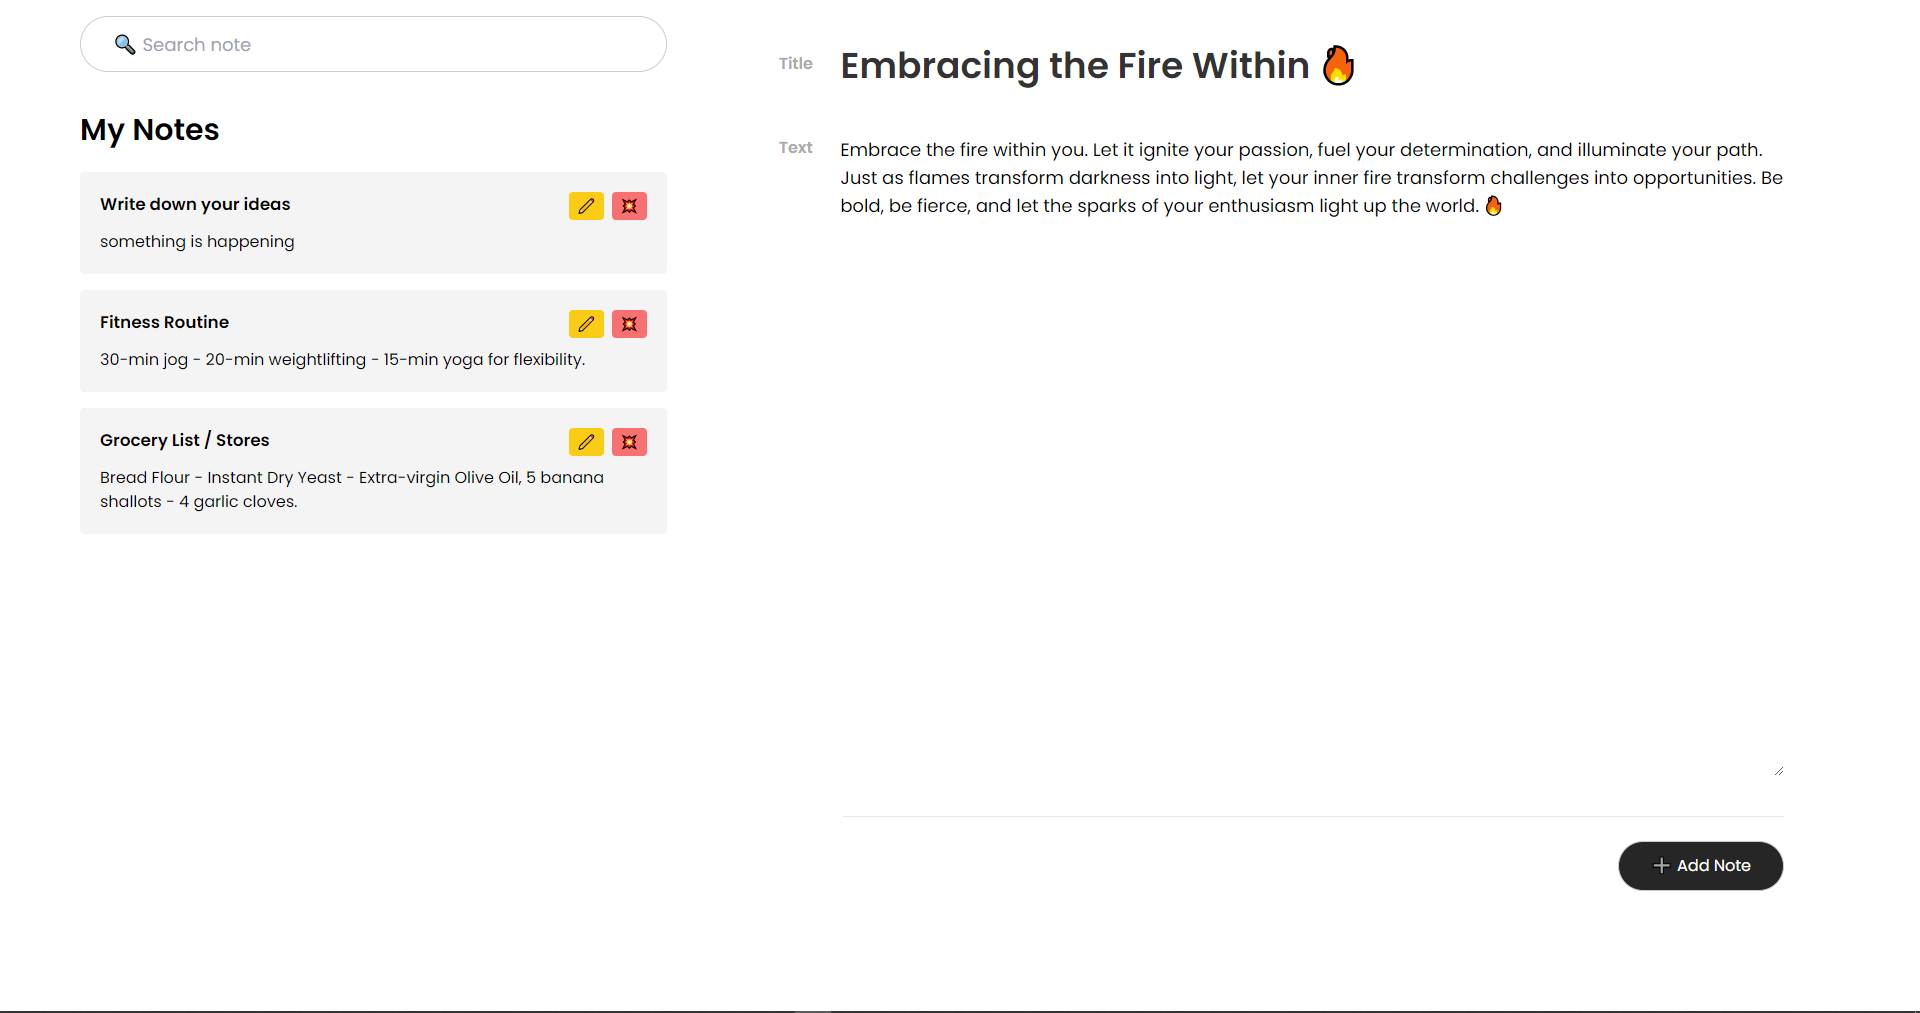 🔍 Search note
My Notes
Write down your ideas
something is happening
Fitness Routine
30-min jog - 20-min weightlifting - 15-min yoga for flexibility.
Grocery List / Stores
Bread Flour - Instant Dry Yeast - Extra-virgin Olive Oil, 5 banana
shallots - 4 garlic cloves.
Title
Embracing the Fire Within 🔥
Text
Embrace the fire within you. Let it ignite your passion, fuel your determination, and illuminate your path.
Just as flames transform darkness into light, let your inner fire transform challenges into opportunities. Be
bold, be fierce, and let the sparks of your enthusiasm light up the world. 🔥
+ Add Note